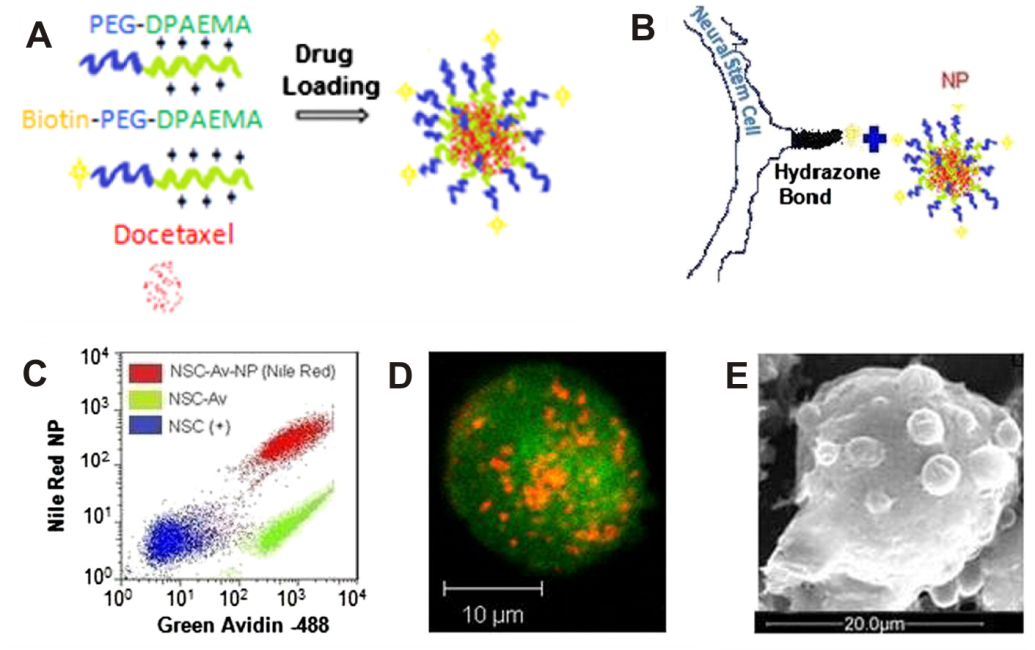 A
PEG-DPAEMA
Biotin-PEG-DPAEMA
Docetaxel
Drug
Loading
B
Neural Stem Cell
NP
Hydrazone
Bond
C
Nile Red NP
10⁴
10³
10²
10¹
10⁰
NSC-Av-NP (Nile Red)
NSC-Av
NSC (+)
10⁰ 10¹ 10² 10³ 10⁴
Green Avidin -488
D
10 µm
E
20.0µm